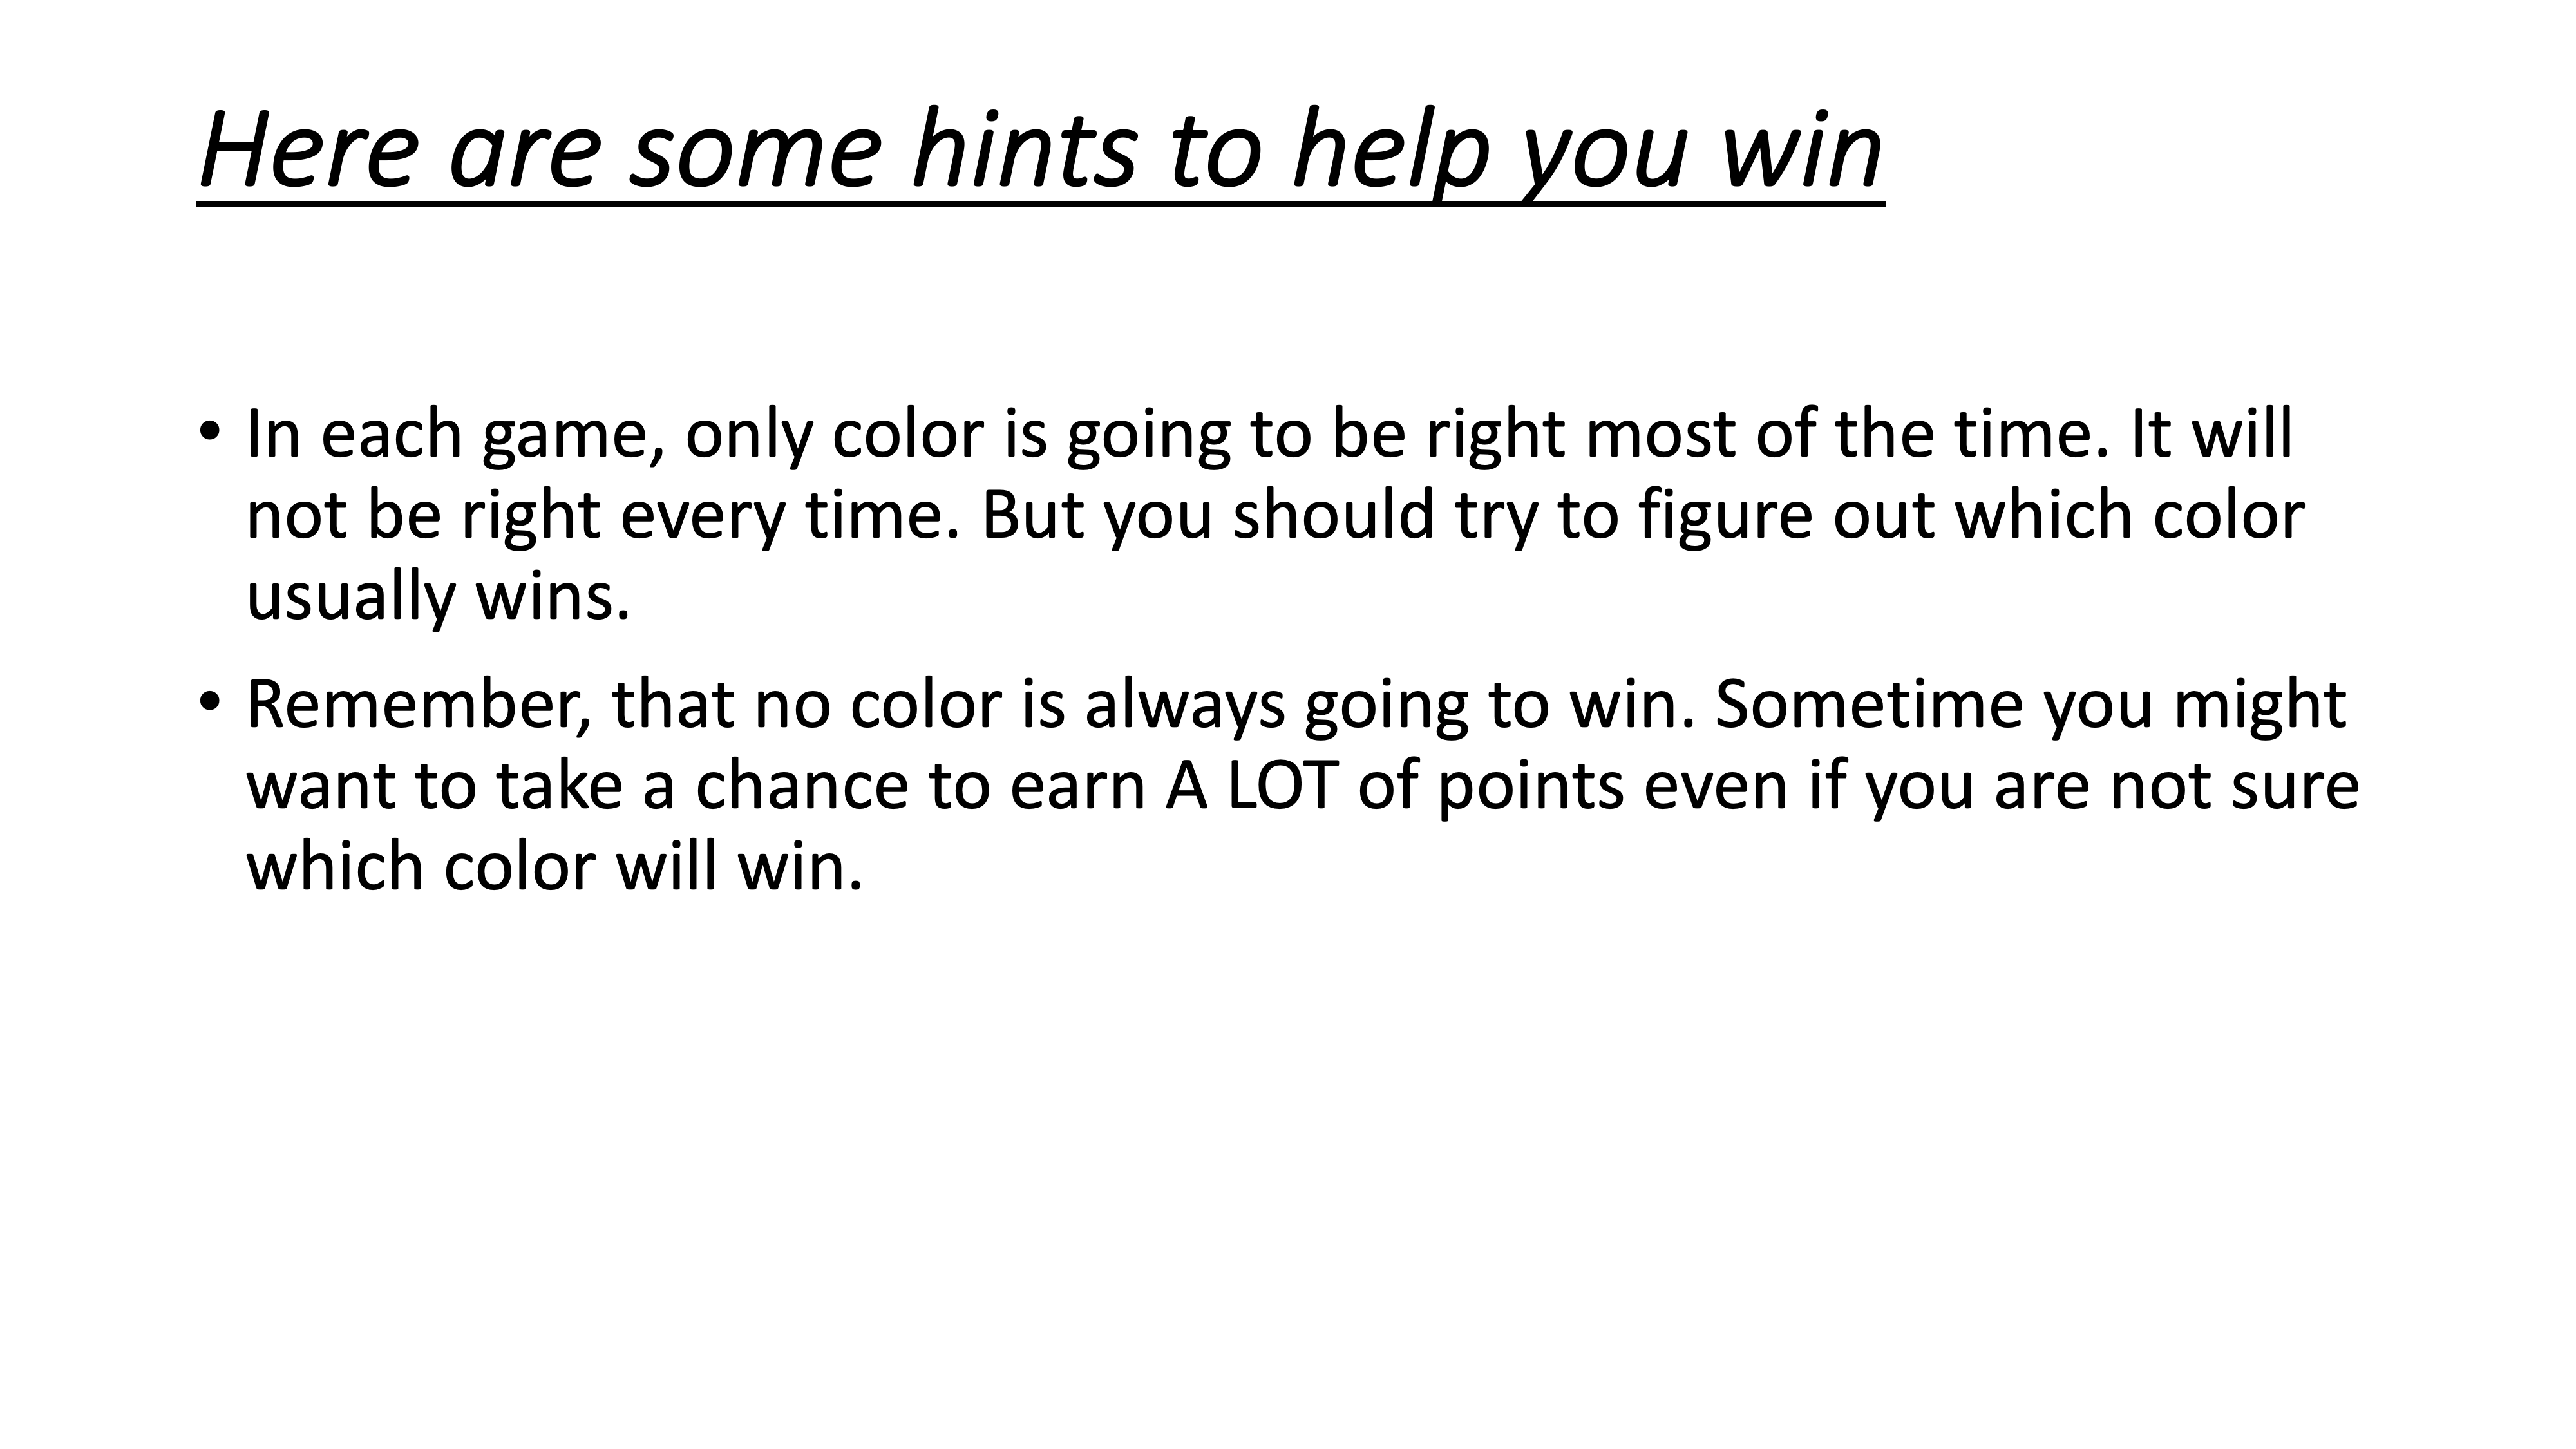 Here are some hints to help you win
• In each game, only color is going to be right most of the time. It will
not be right every time. But you should try to figure out which color
usually wins.
• Remember, that no color is always going to win. Sometime you might
want to take a chance to earn A LOT of points even if you are not sure
which color will win.